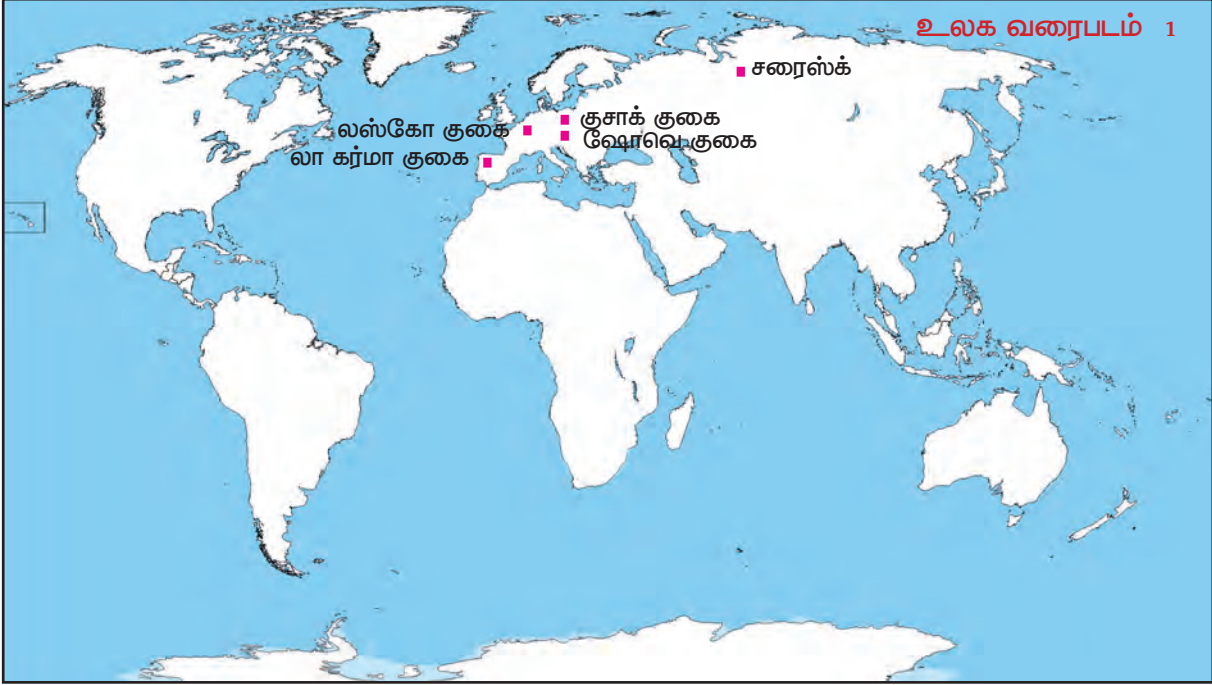 உலக வரைபடம் 1
சரைஸ்க்
குசாக் குகை
லஸ்கோ குகை
ஷோவெ குகை
லா கர்மா குகை